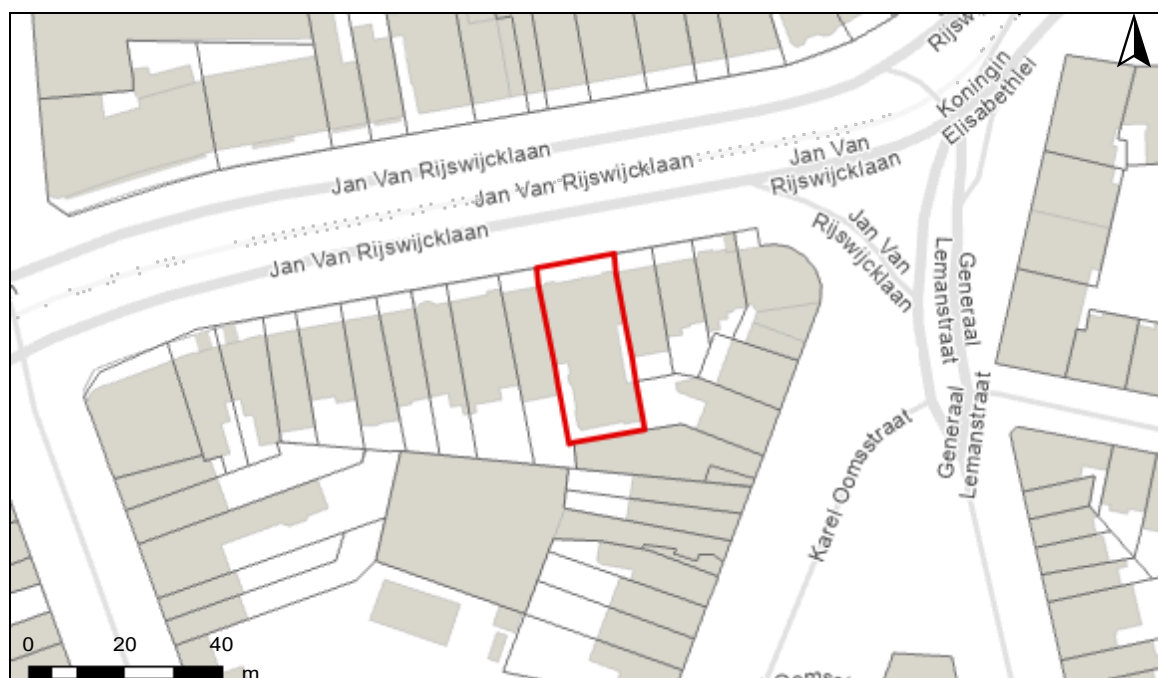 Rijswi
Koningin
Elisabethlei
Jan Van Rijswijcklaan
Jan Van Rijswijcklaan
Jan Van
Rijswijcklaan
Jan Van Rijswijcklaan
Jan Van
Rijswijcklaan
Generaal
Lemanstraat
Generaal
Lemanstraat
Karel Oomsstraat
0 20 40
m